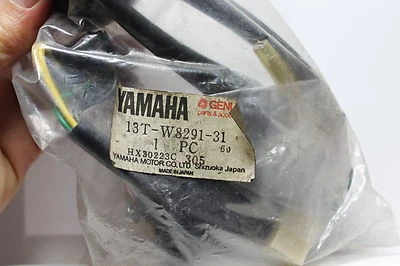 YAMAHA GENU
parts & acce
13T-W8291-31
1 PC 60
HX30223C 305
YAMAHA MOTOR CO. LTD. Shizuoka Japan
MADE IN JAPAN